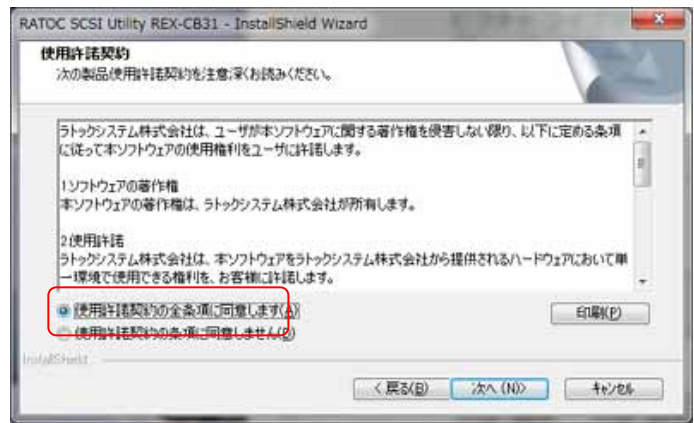 RATOC SCSI Utility REX-CB31 - InstallShield Wizard
使用許諾契約
次の製品使用許諾契約を注意深くお読みください。
ラトックシステム株式会社は、ユーザが本ソフトウェアに関する著作権を侵害しない限り、以下に定める条項
に従って本ソフトウェアの使用権利をユーザに許諾します。
1ソフトウェアの著作権
本ソフトウェアの著作権は、ラトックシステム株式会社が所有します。
2使用許諾
ラトックシステム株式会社は、本ソフトウェアをラトックシステム株式会社から提供されるハードウェアにおいて単
一環境で使用できる権利を、お客様に許諾します。
使用許諾契約の全条項に同意します(A)
印刷(P)
使用許諾契約の条項に同意しません(D)
InstallShield
< 戻る(B)
次へ (N)>
キャンセル